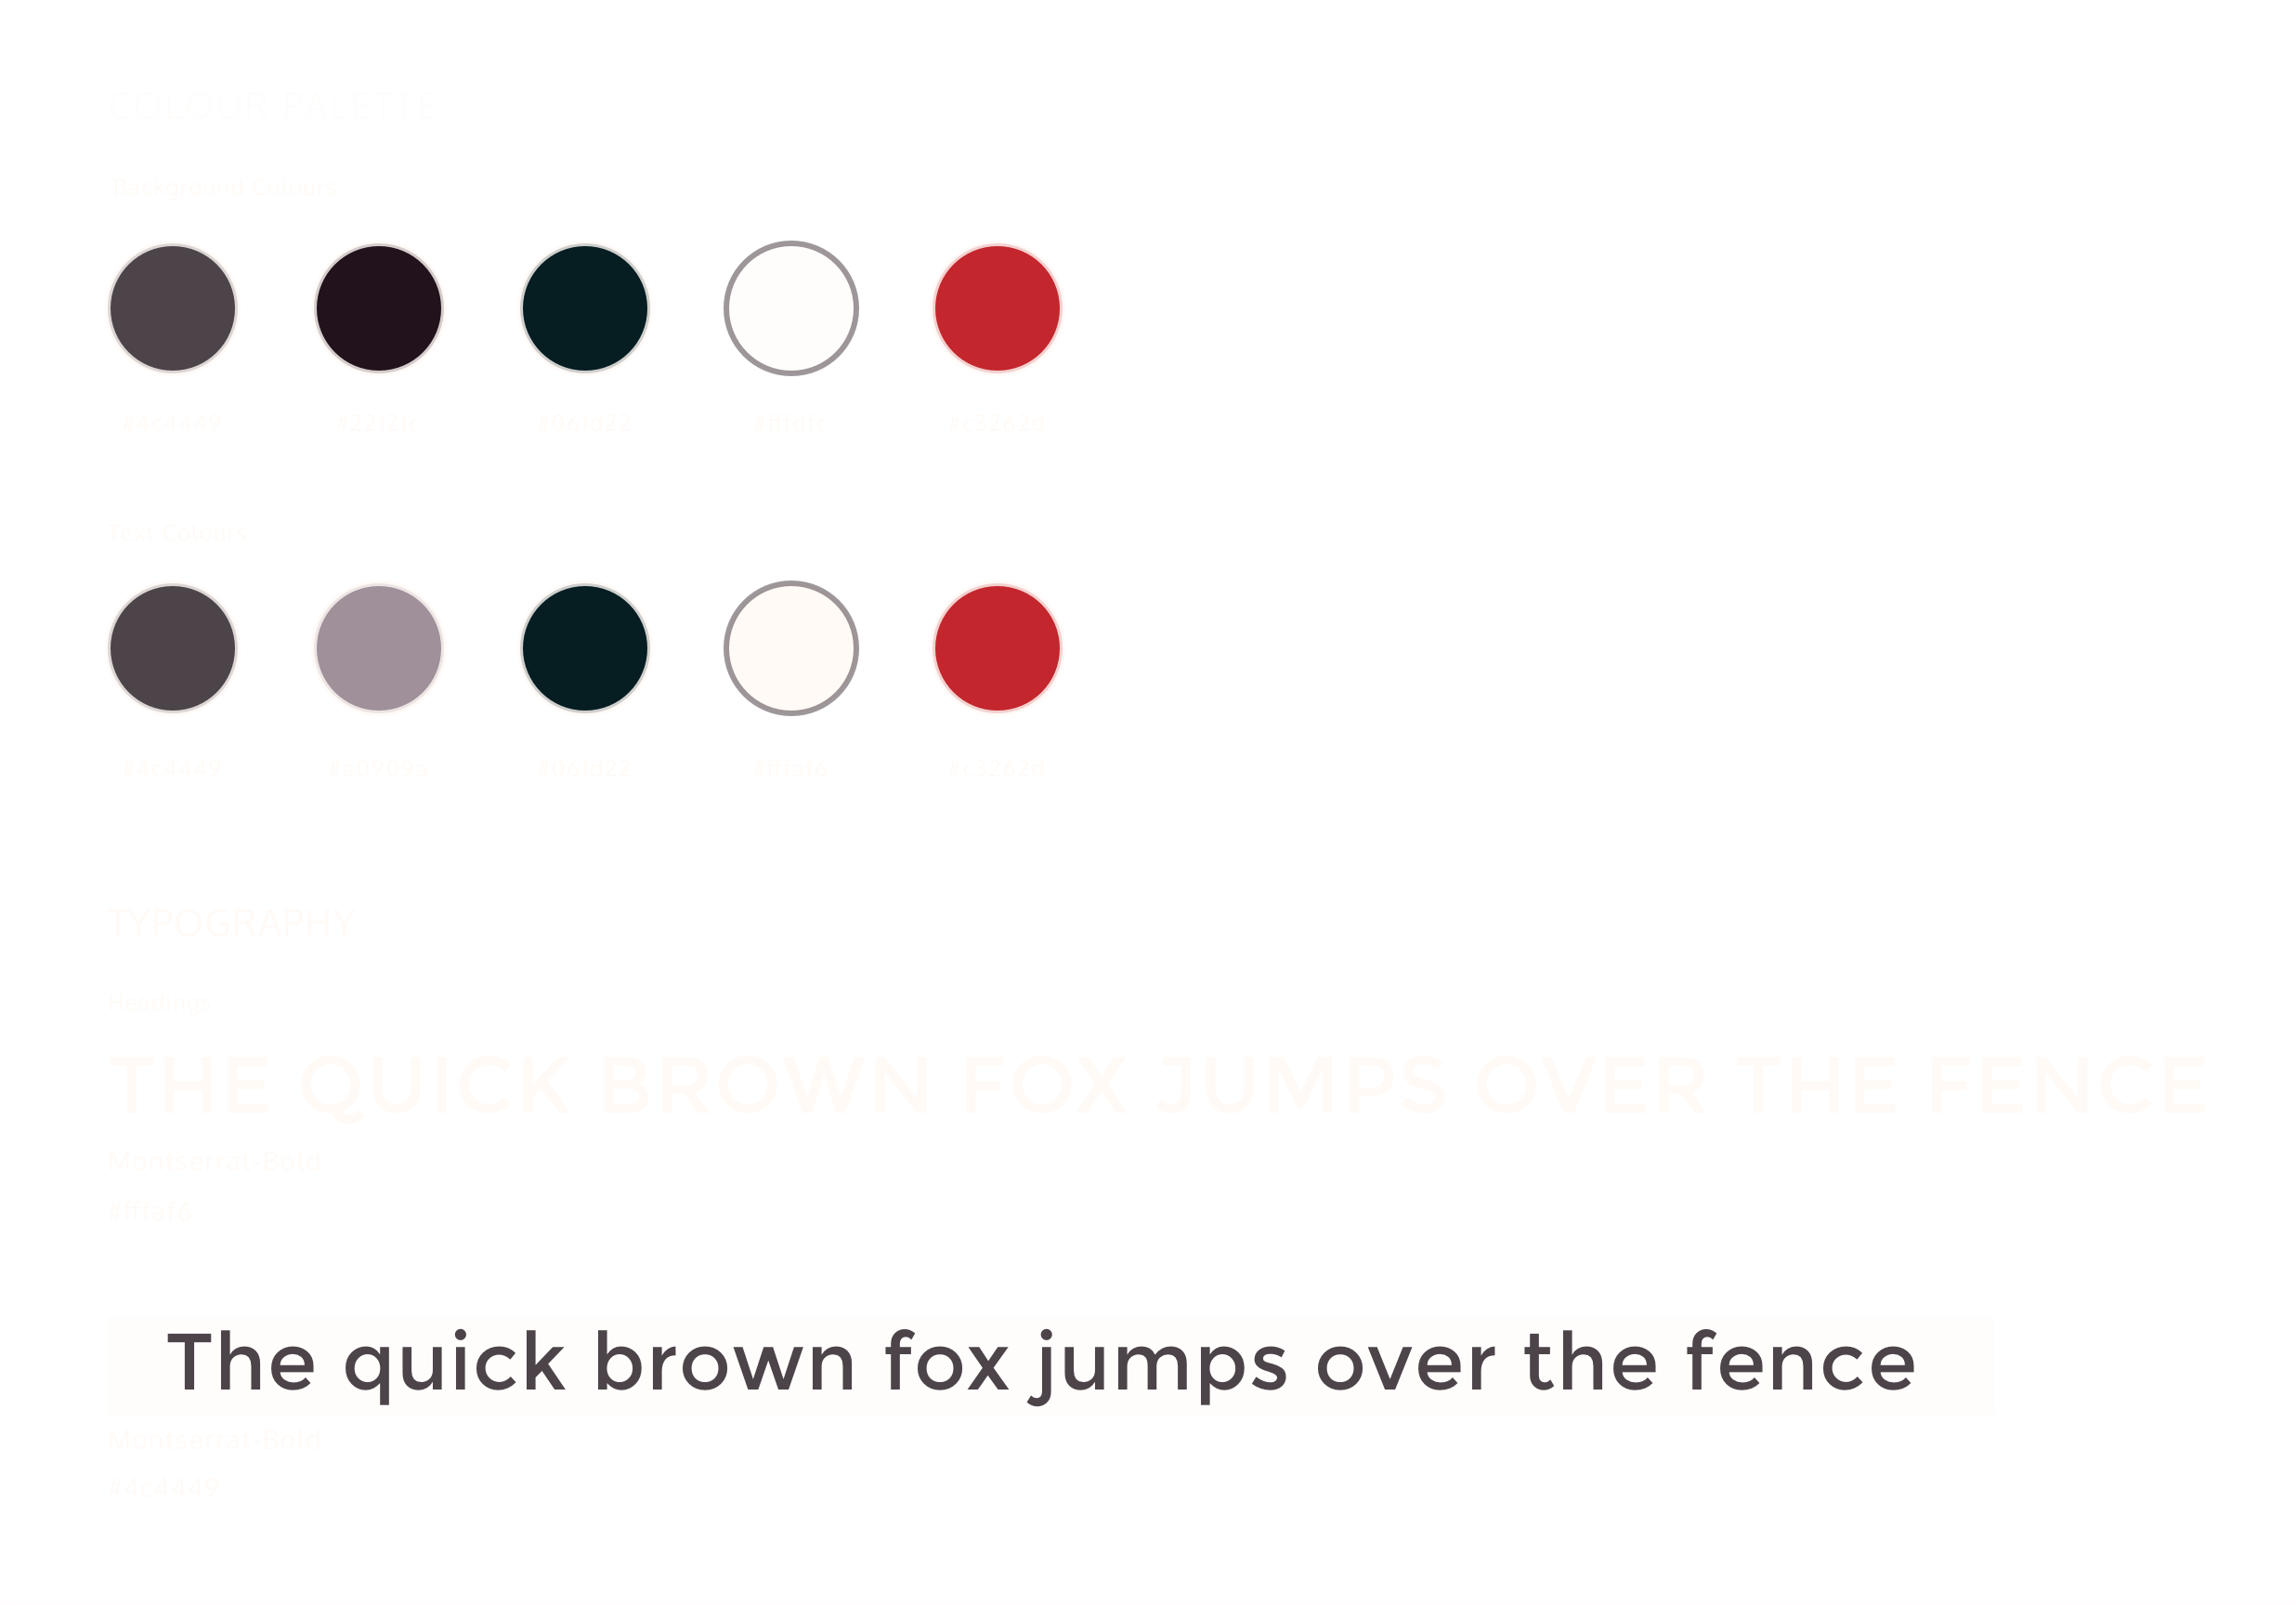 COLOUR PALETTE
Background Colours
#4c4449 #22121c #061d22 #fffdfc #c3262d
Text Colours
#4c4449 #a0909a #061d22 #fffaf6 #c3262d
TYPOGRAPHY
Headings
THE QUICK BROWN FOX JUMPS OVER THE FENCE
Montserrat-Bold
#fffaf6
The quick brown fox jumps over the fence
Montserrat-Bold
#4c4449